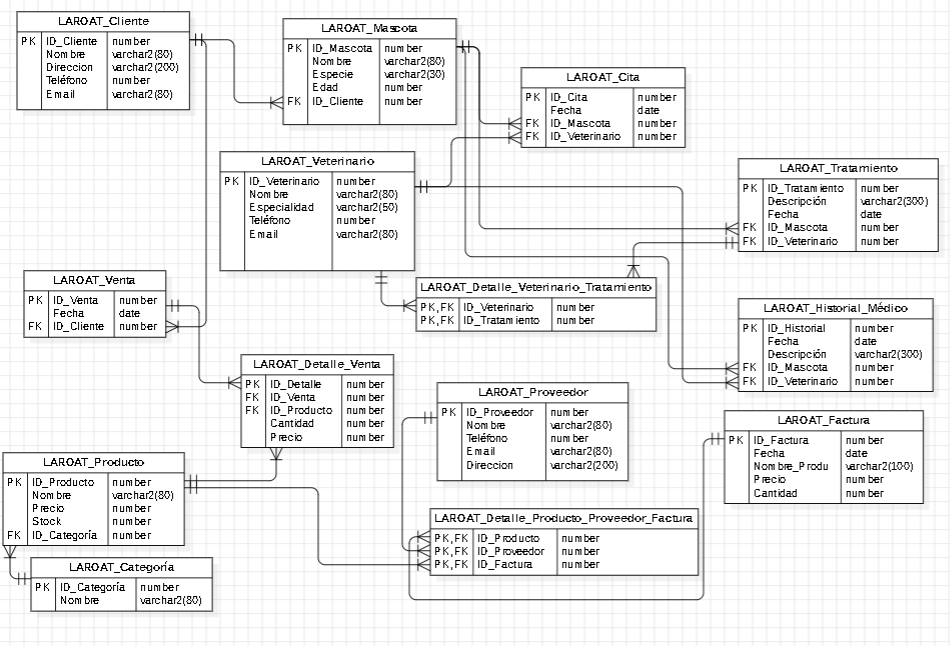 LAROAT_Cliente
PK ID_Cliente number
Nombre varchar2(80)
Direccion varchar2(200)
Teléfono number
Email varchar2(80)
LAROAT_Mascota
PK ID_Mascota number
Nombre varchar2(80)
Especie varchar2(30)
Edad number
FK ID_Cliente number
LAROAT_Cita
PK ID_Cita number
Fecha date
FK ID_Mascota number
FK ID_Veterinario number
LAROAT_Veterinario
PK ID_Veterinario number
Nombre varchar2(80)
Especialidad varchar2(50)
Teléfono number
Email varchar2(80)
LAROAT_Tratamiento
PK ID_Tratamiento number
Descripción varchar2(300)
Fecha date
FK ID_Mascota number
FK ID_Veterinario number
LAROAT_Venta
PK ID_Venta number
Fecha date
FK ID_Cliente number
LAROAT_Detalle_Veterinario_Tratamiento
PK,FK ID_Veterinario number
PK,FK ID_Tratamiento number
LAROAT_Historial_Médico
PK ID_Historial number
Fecha date
Descripción varchar2(300)
FK ID_Mascota number
FK ID_Veterinario number
LAROAT_Detalle_Venta
PK ID_Detalle number
FK ID_Venta number
FK ID_Producto number
Cantidad number
Precio number
LAROAT_Proveedor
PK ID_Proveedor number
Nombre varchar2(80)
Teléfono number
Email varchar2(80)
Direccion varchar2(200)
LAROAT_Factura
PK ID_Factura number
Fecha date
Nombre_Produ varchar2(100)
Precio number
Cantidad number
LAROAT_Producto
PK ID_Producto number
Nombre varchar2(80)
Precio number
Stock number
FK ID_Categoría number
LAROAT_Detalle_Producto_Proveedor_Factura
PK,FK ID_Producto number
PK,FK ID_Proveedor number
PK,FK ID_Factura number
LAROAT_Categoría
PK ID_Categoría number
Nombre varchar2(80)